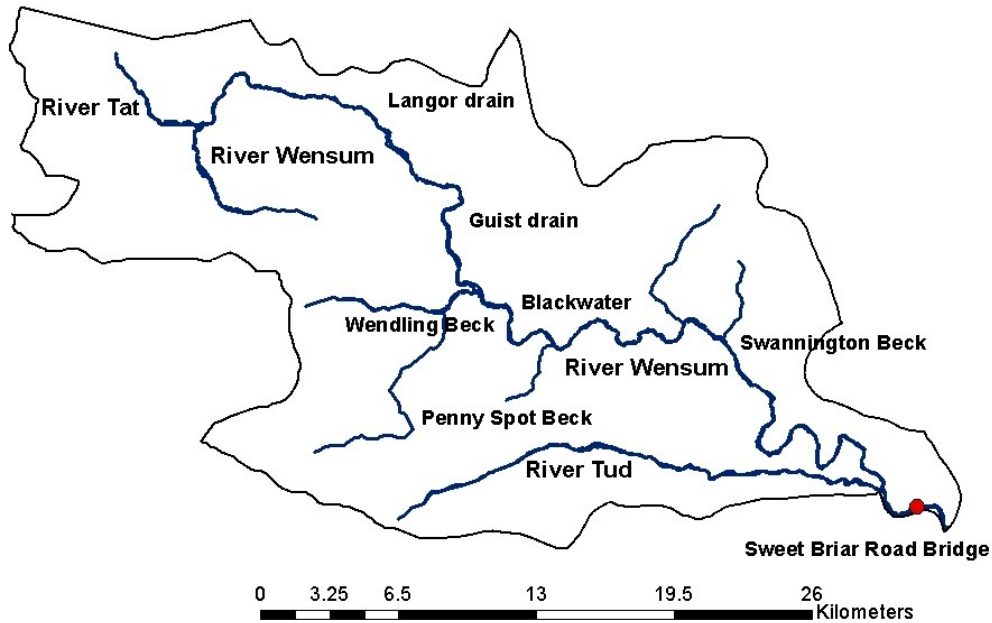 Langor drain
River Tat
River Wensum
Guist drain
Blackwater
Wendling Beck
Swannington Beck
River Wensum
Penny Spot Beck
River Tud
Sweet Briar Road Bridge
0 3.25 6.5 13 19.5 26
Kilometers